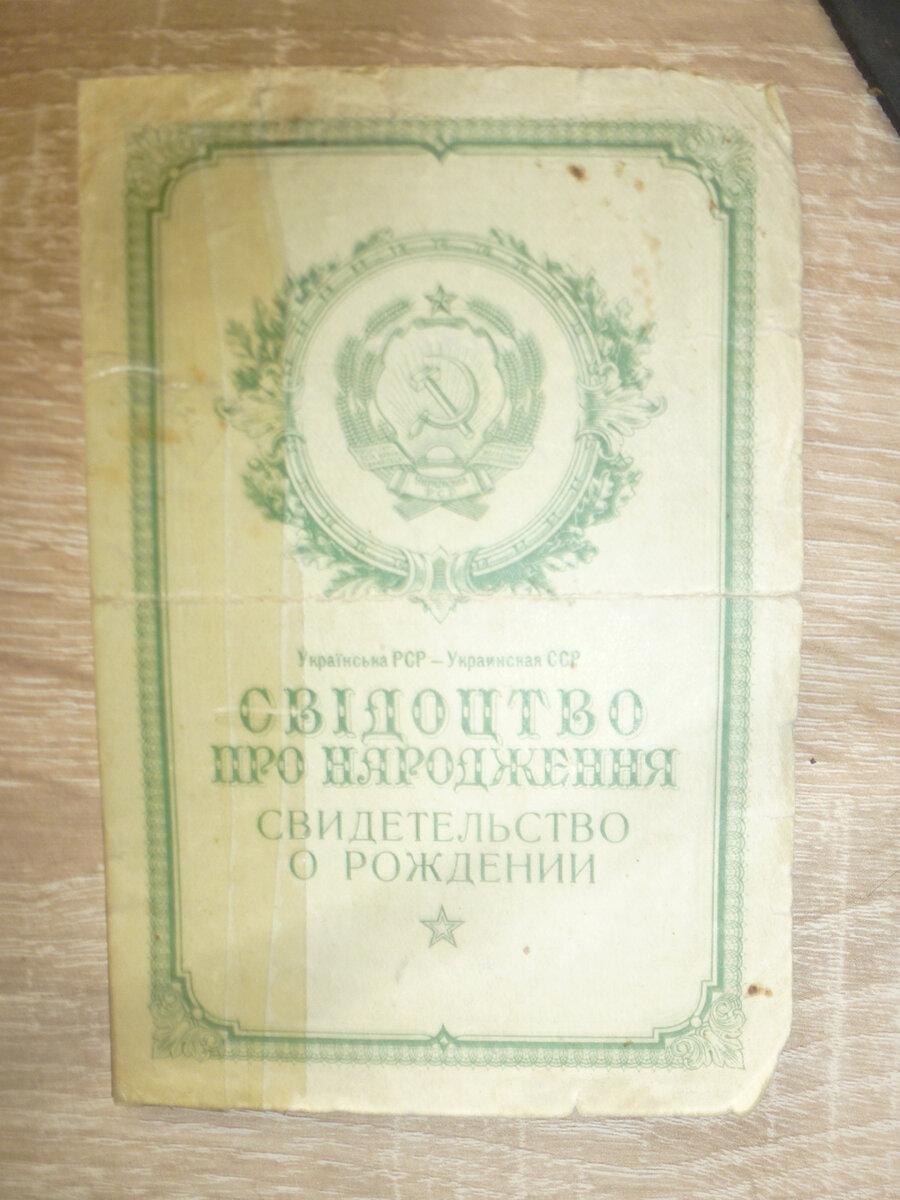 Українська РСР – Украинская ССР
СВІДОЦТВО
ПРО НАРОДЖЕННЯ
СВИДЕТЕЛЬСТВО
О РОЖДЕНИИ